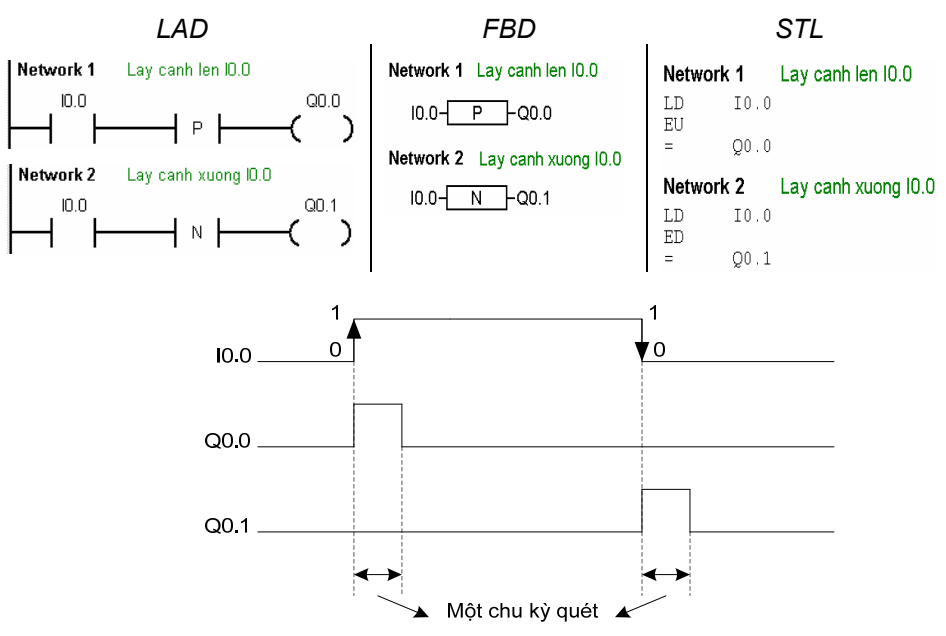 LAD
Network 1 Lay canh len I0.0
I0.0 Q0.0
P
Network 2 Lay canh xuong I0.0
I0.0 Q0.1
N
FBD
Network 1 Lay canh len I0.0
I0.0 P Q0.0
Network 2 Lay canh xuong I0.0
I0.0 N Q0.1
STL
Network 1 Lay canh len I0.0
LD I0.0
EU
= Q0.0
Network 2 Lay canh xuong I0.0
LD I0.0
ED
= Q0.1
1 1
I0.0 0 0
Q0.0
Q0.1
Một chu kỳ quét